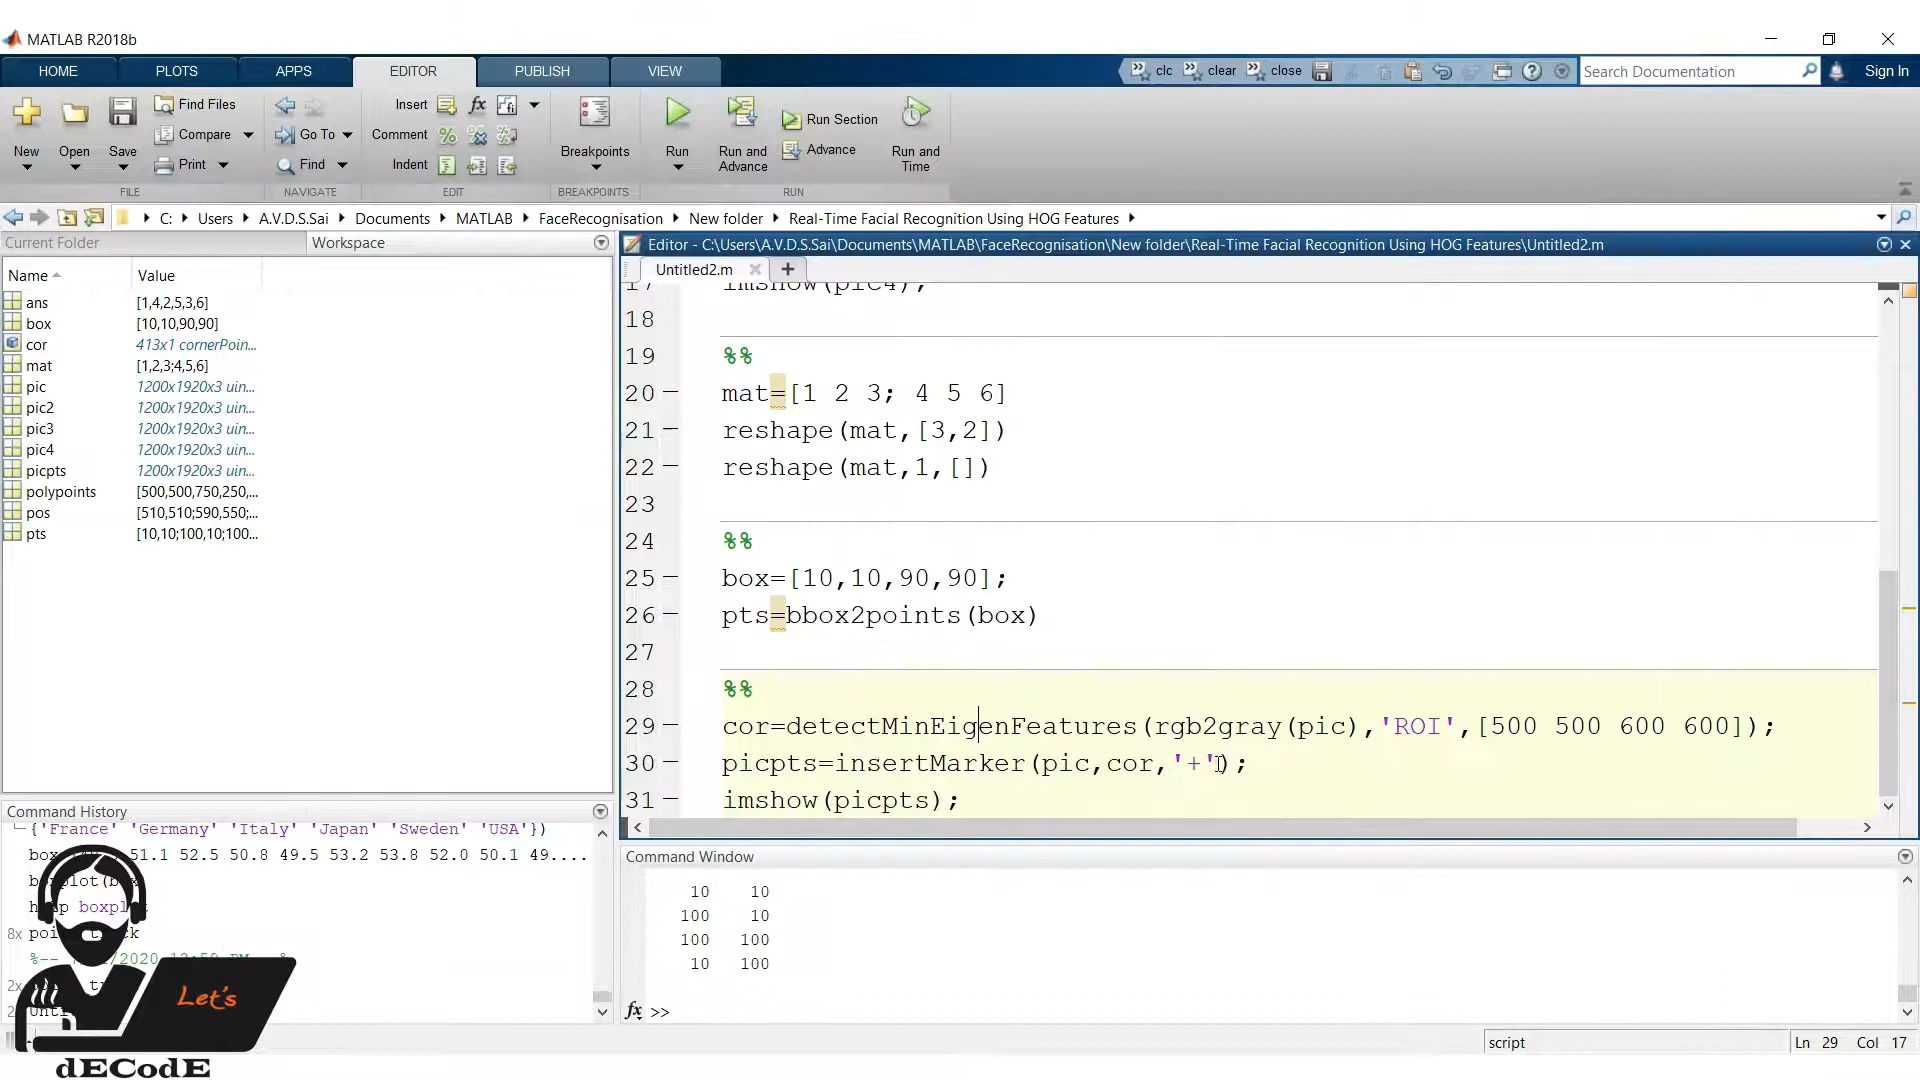 MATLAB R2018b
HOME PLOTS APPS EDITOR PUBLISH VIEW clc clear close Search Documentation Sign In
New Open Save Find Files Compare Print Go To Find Insert Comment Indent fx Breakpoints Run Run and Advance Run Section Advance Run and Time
FILE NAVIGATE EDIT BREAKPOINTS RUN
C: Users A.V.D.S.Sai Documents MATLAB FaceRecognisation New folder Real-Time Facial Recognition Using HOG Features
Current Folder Workspace
Name Value
ans [1,4,2,5,3,6]
box [10,10,90,90]
cor 413x1 cornerPoin...
mat [1,2,3;4,5,6]
pic 1200x1920x3 uin...
pic2 1200x1920x3 uin...
pic3 1200x1920x3 uin...
pic4 1200x1920x3 uin...
picpts 1200x1920x3 uin...
polypoints [500,500,750,250,...
pos [510,510;590,550;...
pts [10,10;100,10;100...
Command History
{'France' 'Germany' 'Italy' 'Japan' 'Sweden' 'USA'})
51.1 52.5 50.8 49.5 53.2 53.8 52.0 50.1 49....
boxplot
8x
2x
Let's
dECodE
Editor - C:\Users\A.V.D.S.Sai\Documents\MATLAB\FaceRecognisation\New folder\Real-Time Facial Recognition Using HOG Features\Untitled2.m
Untitled2.m
17 imshow(pic4);
18
19 %%
20 mat=[1 2 3; 4 5 6]
21 reshape(mat,[3,2])
22 reshape(mat,1,[])
23
24 %%
25 box=[10,10,90,90];
26 pts=bbox2points(box)
27
28 %%
29 cor=detectMinEigenFeatures(rgb2gray(pic),'ROI',[500 500 600 600]);
30 picpts=insertMarker(pic,cor,'+');
31 imshow(picpts);
Command Window
10 10
100 10
100 100
10 100
fx >>
script Ln 29 Col 17